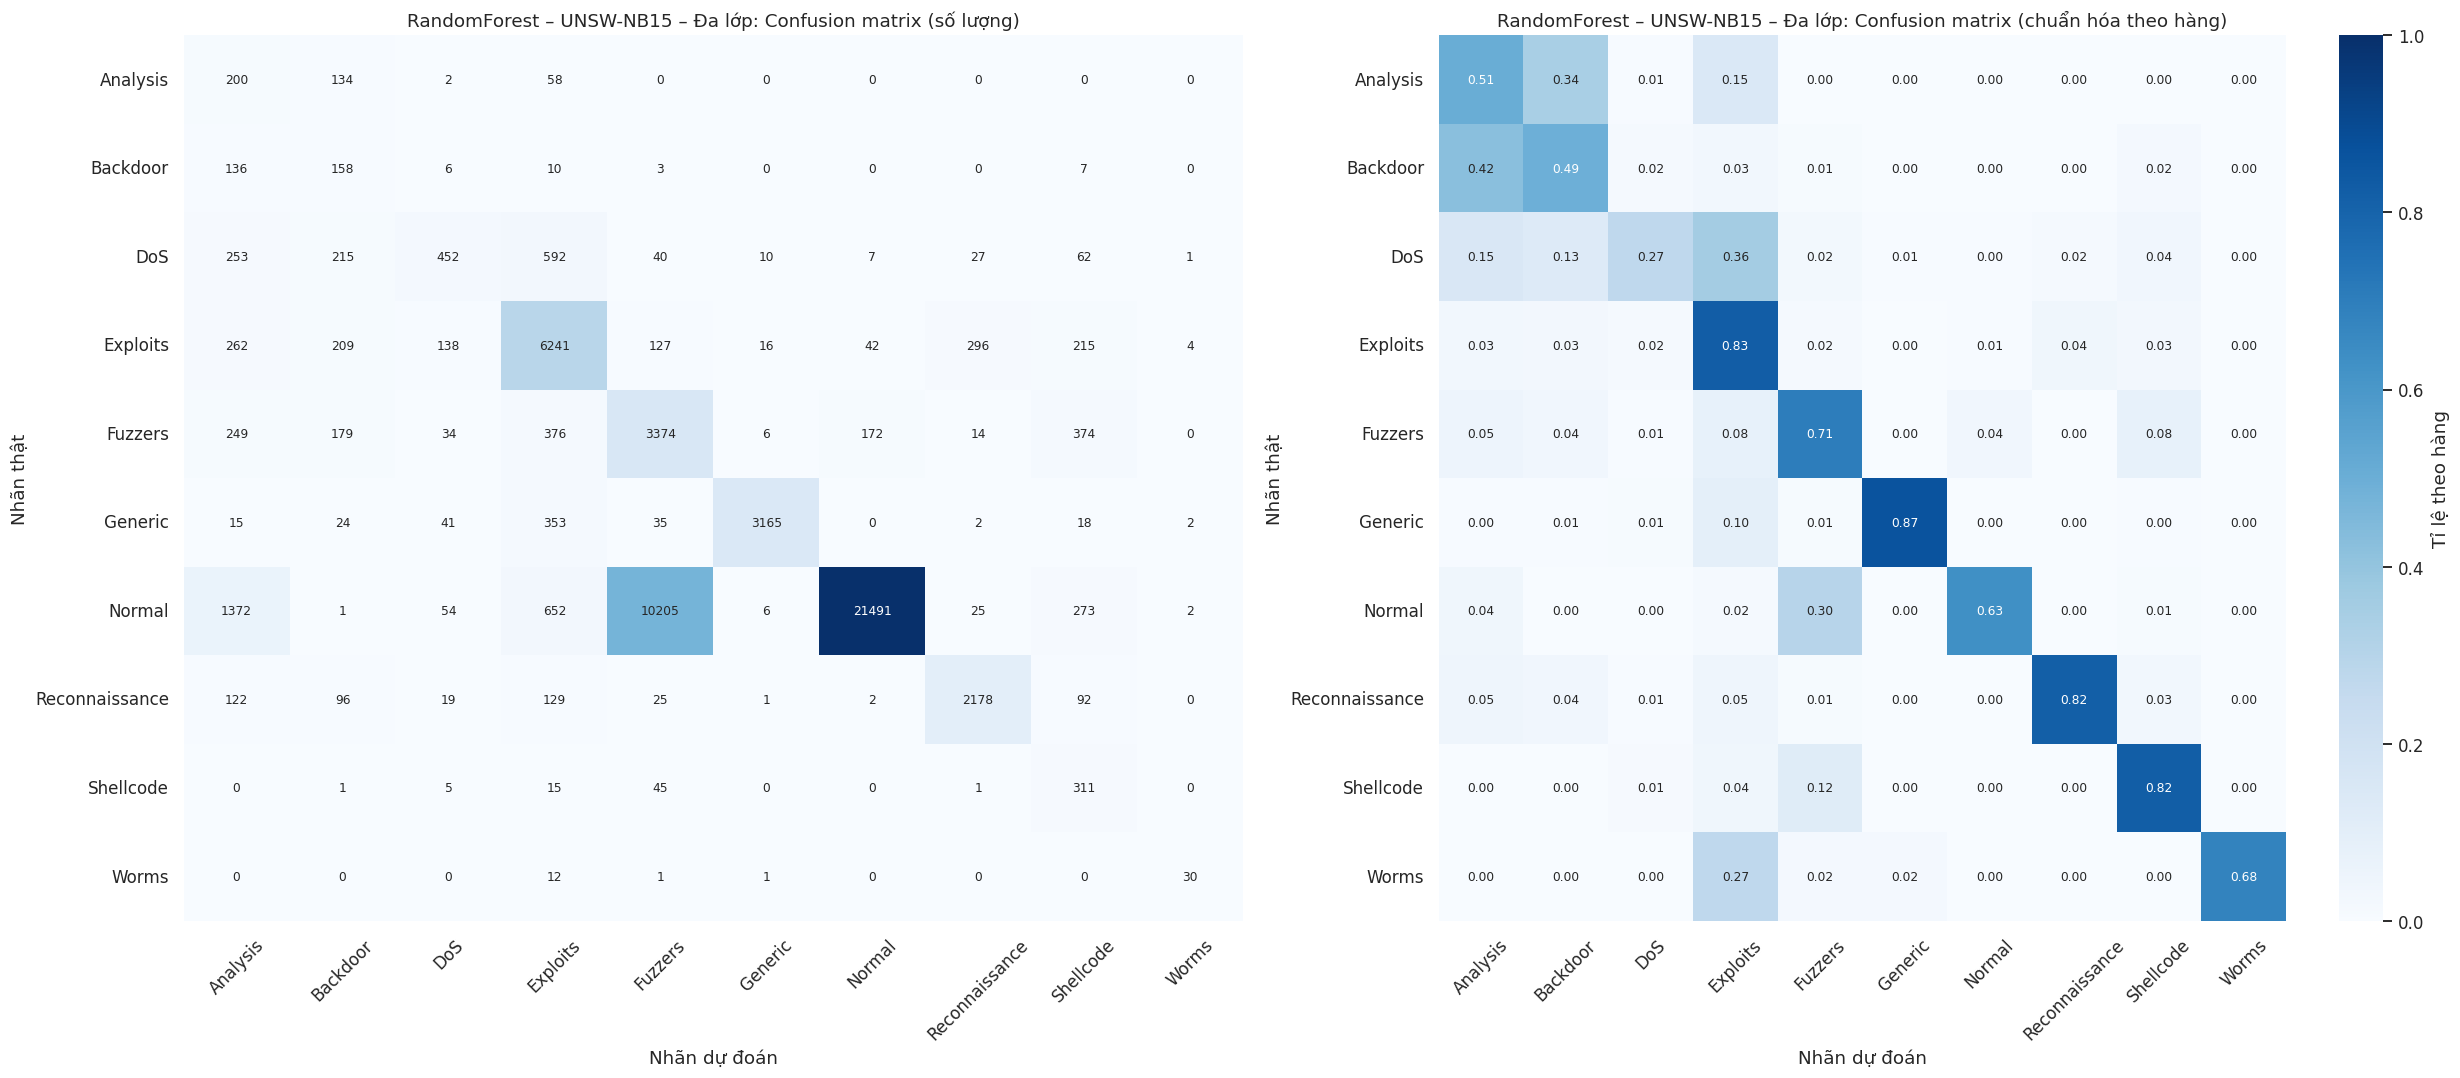 RandomForest – UNSW-NB15 – Đa lớp: Confusion matrix (số lượng)
Nhãn thật
Analysis 200 134 2 58 0 0 0 0 0 0
Backdoor 136 158 6 10 3 0 0 0 7 0
DoS 253 215 452 592 40 10 7 27 62 1
Exploits 262 209 138 6241 127 16 42 296 215 4
Fuzzers 249 179 34 376 3374 6 172 14 374 0
Generic 15 24 41 353 35 3165 0 2 18 2
Normal 1372 1 54 652 10205 6 21491 25 273 2
Reconnaissance 122 96 19 129 25 1 2 2178 92 0
Shellcode 0 1 5 15 45 0 0 1 311 0
Worms 0 0 0 12 1 1 0 0 0 30
Analysis Backdoor DoS Exploits Fuzzers Generic Normal Reconnaissance Shellcode Worms
Nhãn dự đoán
RandomForest – UNSW-NB15 – Đa lớp: Confusion matrix (chuẩn hóa theo hàng)
Nhãn thật
Analysis 0.51 0.34 0.01 0.15 0.00 0.00 0.00 0.00 0.00 0.00
Backdoor 0.42 0.49 0.02 0.03 0.01 0.00 0.00 0.00 0.02 0.00
DoS 0.15 0.13 0.27 0.36 0.02 0.01 0.00 0.02 0.04 0.00
Exploits 0.03 0.03 0.02 0.83 0.02 0.00 0.01 0.04 0.03 0.00
Fuzzers 0.05 0.04 0.01 0.08 0.71 0.00 0.04 0.00 0.08 0.00
Generic 0.00 0.01 0.01 0.10 0.01 0.87 0.00 0.00 0.00 0.00
Normal 0.04 0.00 0.00 0.02 0.30 0.00 0.63 0.00 0.01 0.00
Reconnaissance 0.05 0.04 0.01 0.05 0.01 0.00 0.00 0.82 0.03 0.00
Shellcode 0.00 0.00 0.01 0.04 0.12 0.00 0.00 0.00 0.82 0.00
Worms 0.00 0.00 0.00 0.27 0.02 0.02 0.00 0.00 0.00 0.68
Analysis Backdoor DoS Exploits Fuzzers Generic Normal Reconnaissance Shellcode Worms
Nhãn dự đoán
1.0
0.8
0.6
0.4
0.2
0.0
Tỉ lệ theo hàng